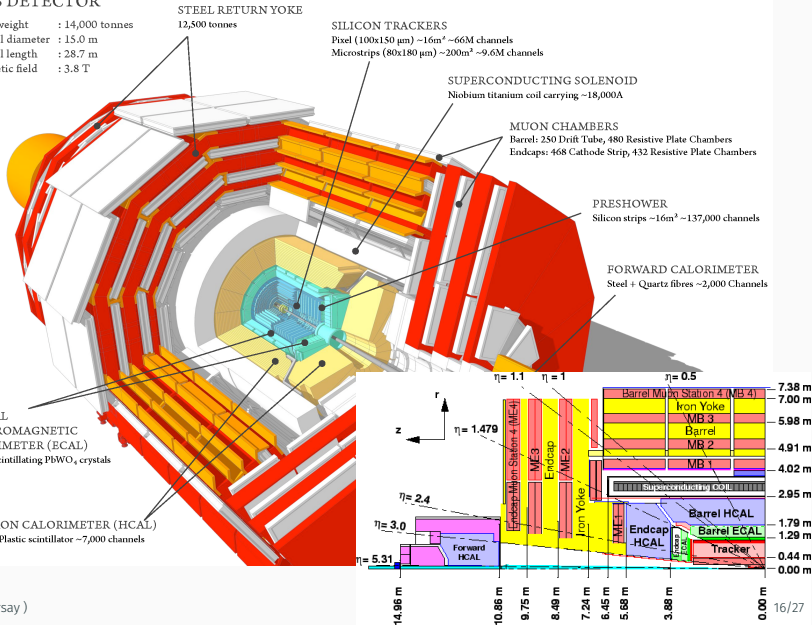 DETECTOR
weight : 14,000 tonnes
diameter : 15.0 m
length : 28.7 m
etic field : 3.8 T
STEEL RETURN YOKE
12,500 tonnes
SILICON TRACKERS
Pixel (100x150 μm) ~16m² ~66M channels
Microstrips (80x180 μm) ~200m² ~9.6M channels
SUPERCONDUCTING SOLENOID
Niobium titanium coil carrying ~18,000A
MUON CHAMBERS
Barrel: 250 Drift Tube, 480 Resistive Plate Chambers
Endcaps: 468 Cathode Strip, 432 Resistive Plate Chambers
PRESHOWER
Silicon strips ~16m² ~137,000 channels
FORWARD CALORIMETER
Steel + Quartz fibres ~2,000 Channels
AL
ROMAGNETIC
IMETER (ECAL)
cintillating PbWO₄ crystals
ON CALORIMETER (HCAL)
Plastic scintillator ~7,000 channels
η = 1.1
η = 1
η = 0.5
η = 1.479
η = 2.4
η = 3.0
η = 5.31
r
z
Barrel Muon Station 4 (MB 4)
Iron Yoke
MB 3
Barrel
MB 2
MB 1
Superconducting COIL
Barrel HCAL
Barrel ECAL
Tracker
Endcap Muon Station 4 (ME4)
ME3
Endcap
ME2
Iron Yoke
ME1
Endcap
HCAL
Endcap
ECAL
Forward
HCAL
7.38 m
7.00 m
5.98 m
4.91 m
4.02 m
2.95 m
1.79 m
1.29 m
0.44 m
0.00 m
14.96 m
10.86 m
9.75 m
8.49 m
7.24 m
6.45 m
5.68 m
3.88 m
0.00 m
rsay )
16/27